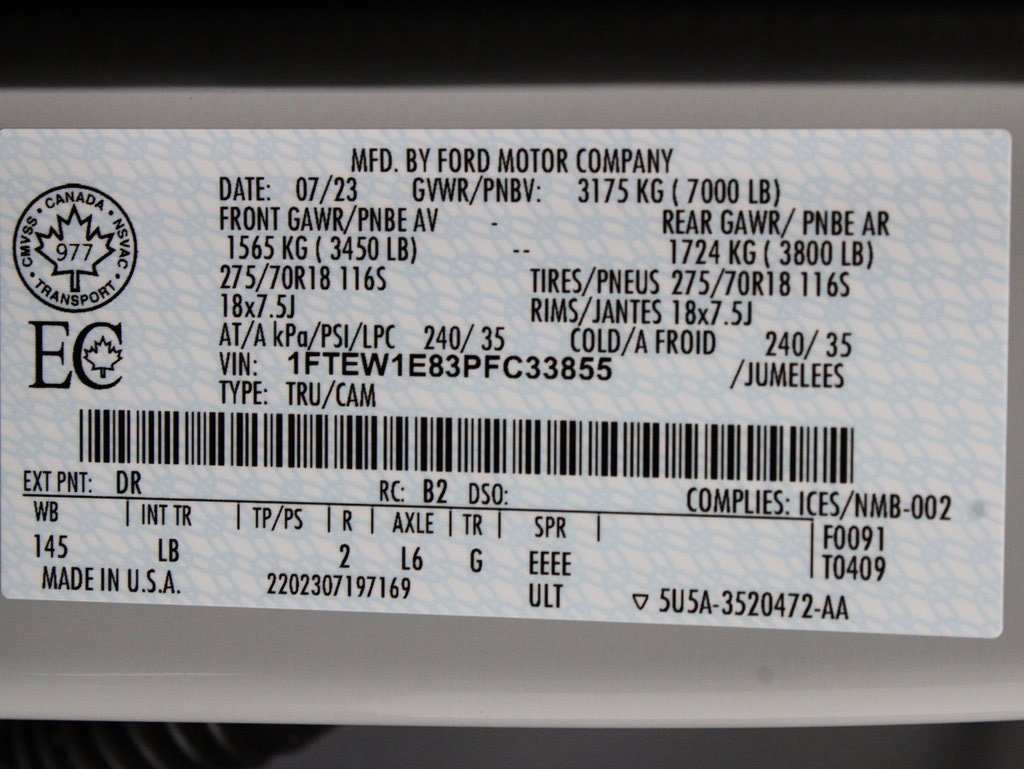 MFD. BY FORD MOTOR COMPANY
DATE: 07/23 GVWR/PNBV: 3175 KG ( 7000 LB)
FRONT GAWR/PNBE AV - REAR GAWR/ PNBE AR
1565 KG ( 3450 LB) -- 1724 KG ( 3800 LB)
275/70R18 116S TIRES/PNEUS 275/70R18 116S
18x7.5J RIMS/JANTES 18x7.5J
AT/A kPa/PSI/LPC 240/ 35 COLD/A FROID 240/ 35
VIN: 1FTEW1E83PFC33855 /JUMELEES
TYPE: TRU/CAM
CANADA
CMVSS 977 NSVAC
TRANSPORT
EC
EXT PNT: DR RC: B2 DSO: COMPLIES: ICES/NMB-002
WB | INT TR | TP/PS | R | AXLE | TR | SPR | F0091
145 LB 2 L6 G EEEE T0409
MADE IN U.S.A. 2202307197169 ULT ▽ 5U5A-3520472-AA